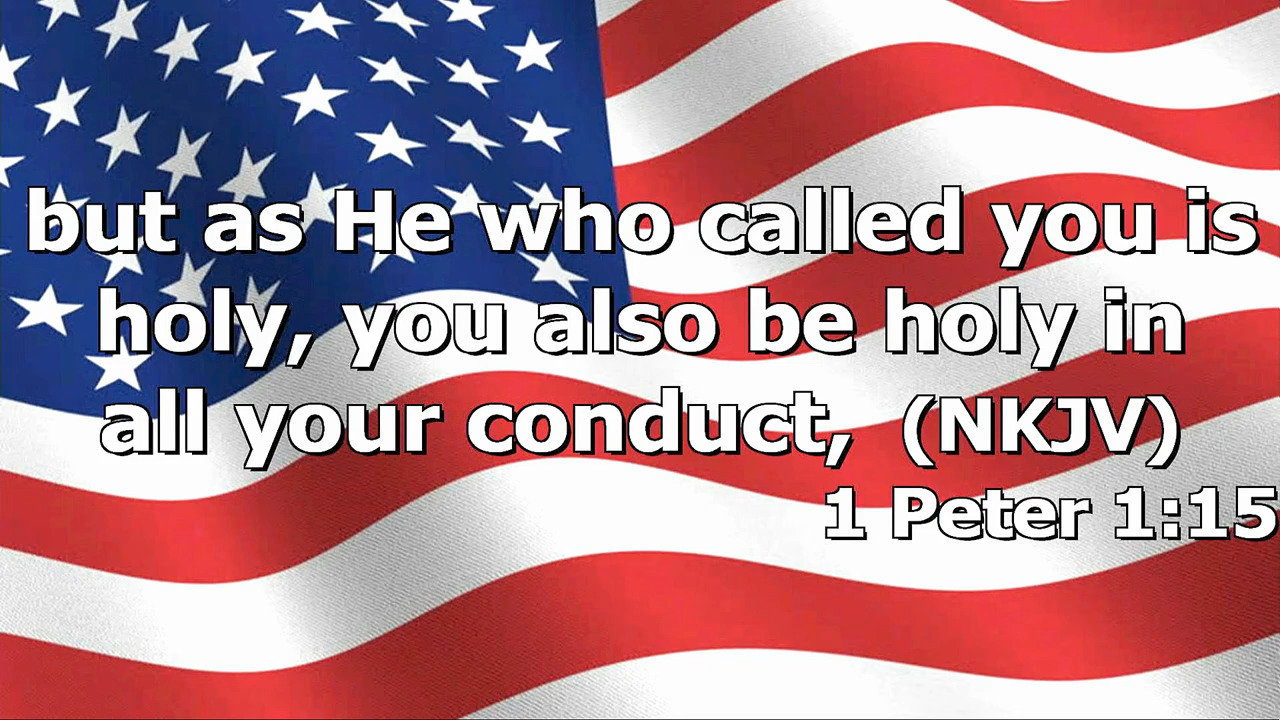 but as He who called you is
holy, you also be holy in
all your conduct,  (NKJV)
1 Peter 1:15